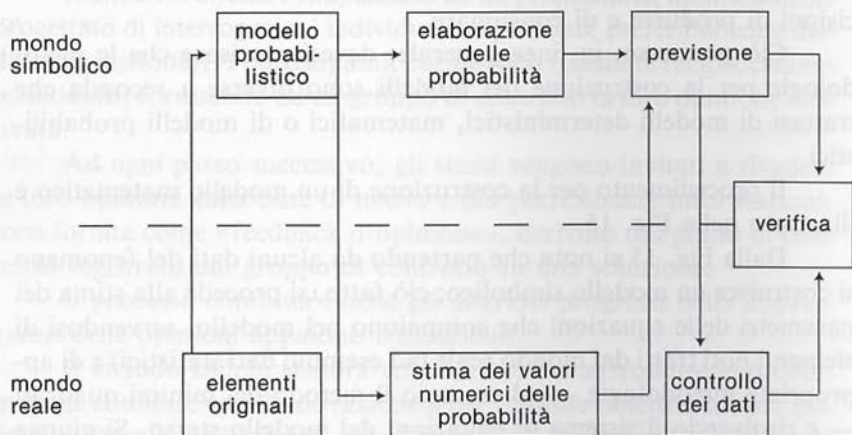 mondo
simbolico
modello
probabi-
listico
elaborazione
delle
probabilità
previsione
verifica
mondo
reale
elementi
originali
stima dei valori
numerici delle
probabilità
controllo
dei dati